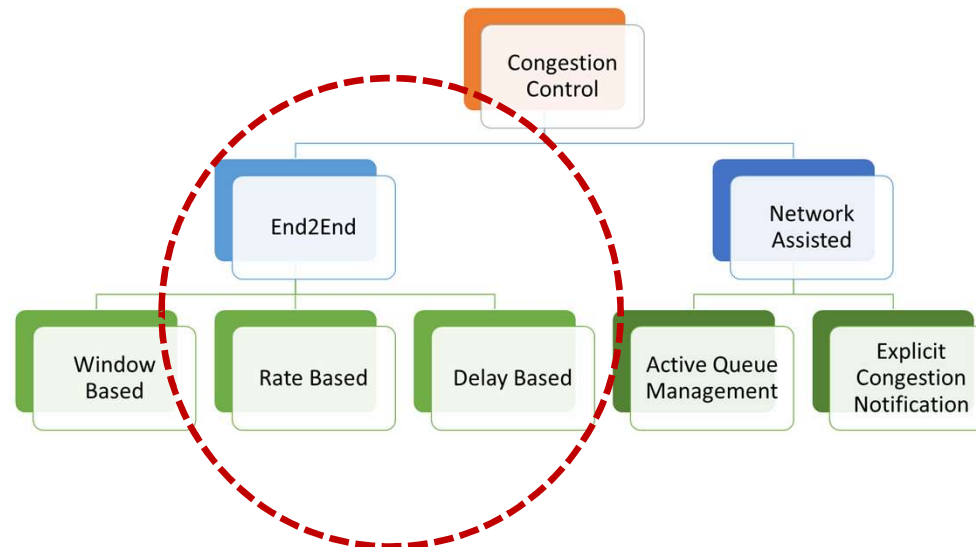 Congestion
Control
End2End
Network
Assisted
Window
Based
Rate Based
Delay Based
Active Queue
Management
Explicit
Congestion
Notification